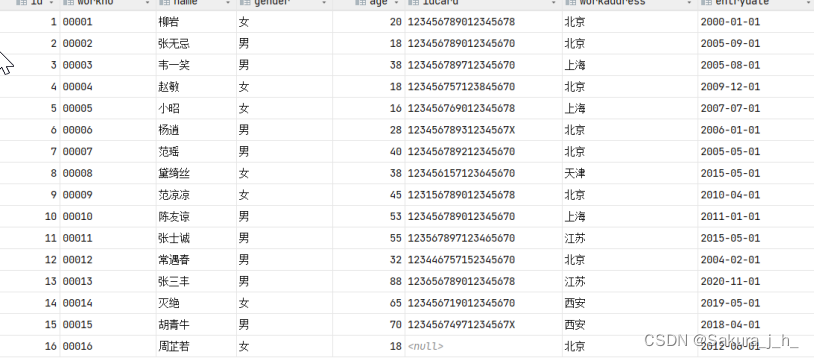 id workno name gender age idcard workaddress entrydate
1 00001 柳岩 女 20 123456789012345678 北京 2000-01-01
2 00002 张无忌 男 18 123456789012345670 北京 2005-09-01
3 00003 韦一笑 男 38 123456789712345670 上海 2005-08-01
4 00004 赵敏 女 18 123456757123845670 北京 2009-12-01
5 00005 小昭 女 16 123456769012345678 上海 2007-07-01
6 00006 杨逍 男 28 12345678931234567X 北京 2006-01-01
7 00007 范瑶 男 40 123456789212345670 北京 2005-05-01
8 00008 黛绮丝 女 38 123456157123645670 天津 2015-05-01
9 00009 范凉凉 女 45 123156789012345678 北京 2010-04-01
10 00010 陈友谅 男 53 123456789012345670 上海 2011-01-01
11 00011 张士诚 男 55 123567897123465670 江苏 2015-05-01
12 00012 常遇春 男 32 123446757152345670 北京 2004-02-01
13 00013 张三丰 男 88 123656789012345678 江苏 2020-11-01
14 00014 灭绝 女 65 123456719012345670 西安 2019-05-01
15 00015 胡青牛 男 70 12345674971234567X 西安 2018-04-01
16 00016 周芷若 女 18 <null> 北京 2012-06-01
CSDN @Sakura_j_h_